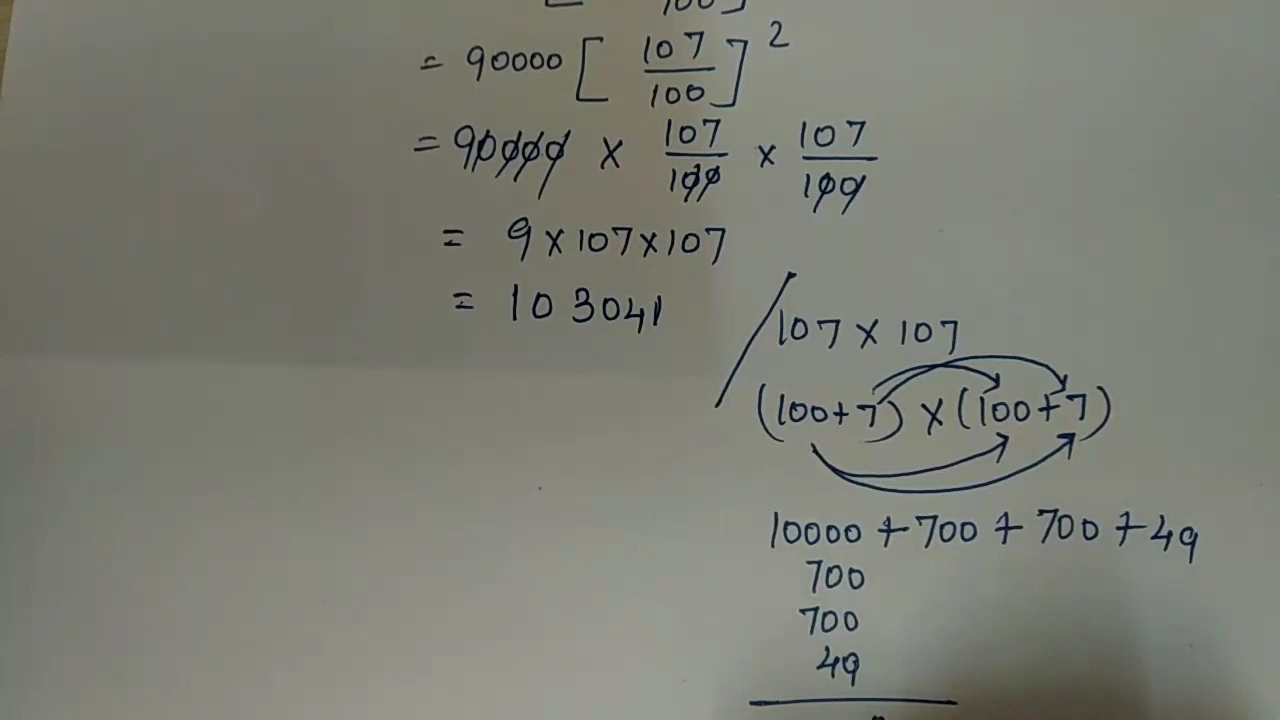 [ 100 ]
= 90000 [ 107/100 ]²
= 90000 × 107/100 × 107/100
= 9 × 107 × 107
= 103041
107 × 107
(100+7) × (100+7)
10000 + 700 + 700 + 49
700
700
49